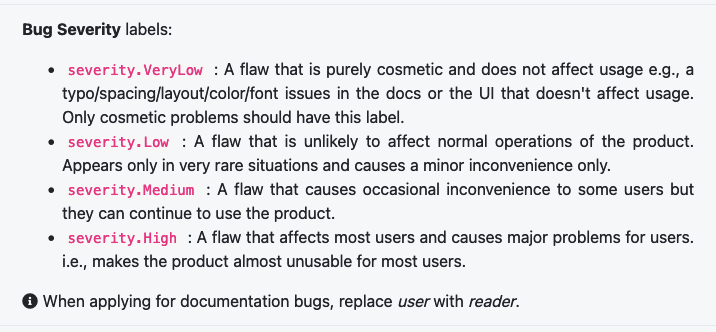 Bug Severity labels:
• severity.VeryLow : A flaw that is purely cosmetic and does not affect usage e.g., a
typo/spacing/layout/color/font issues in the docs or the UI that doesn't affect usage.
Only cosmetic problems should have this label.
• severity.Low : A flaw that is unlikely to affect normal operations of the product.
Appears only in very rare situations and causes a minor inconvenience only.
• severity.Medium : A flaw that causes occasional inconvenience to some users but
they can continue to use the product.
• severity.High : A flaw that affects most users and causes major problems for users.
i.e., makes the product almost unusable for most users.
When applying for documentation bugs, replace user with reader.